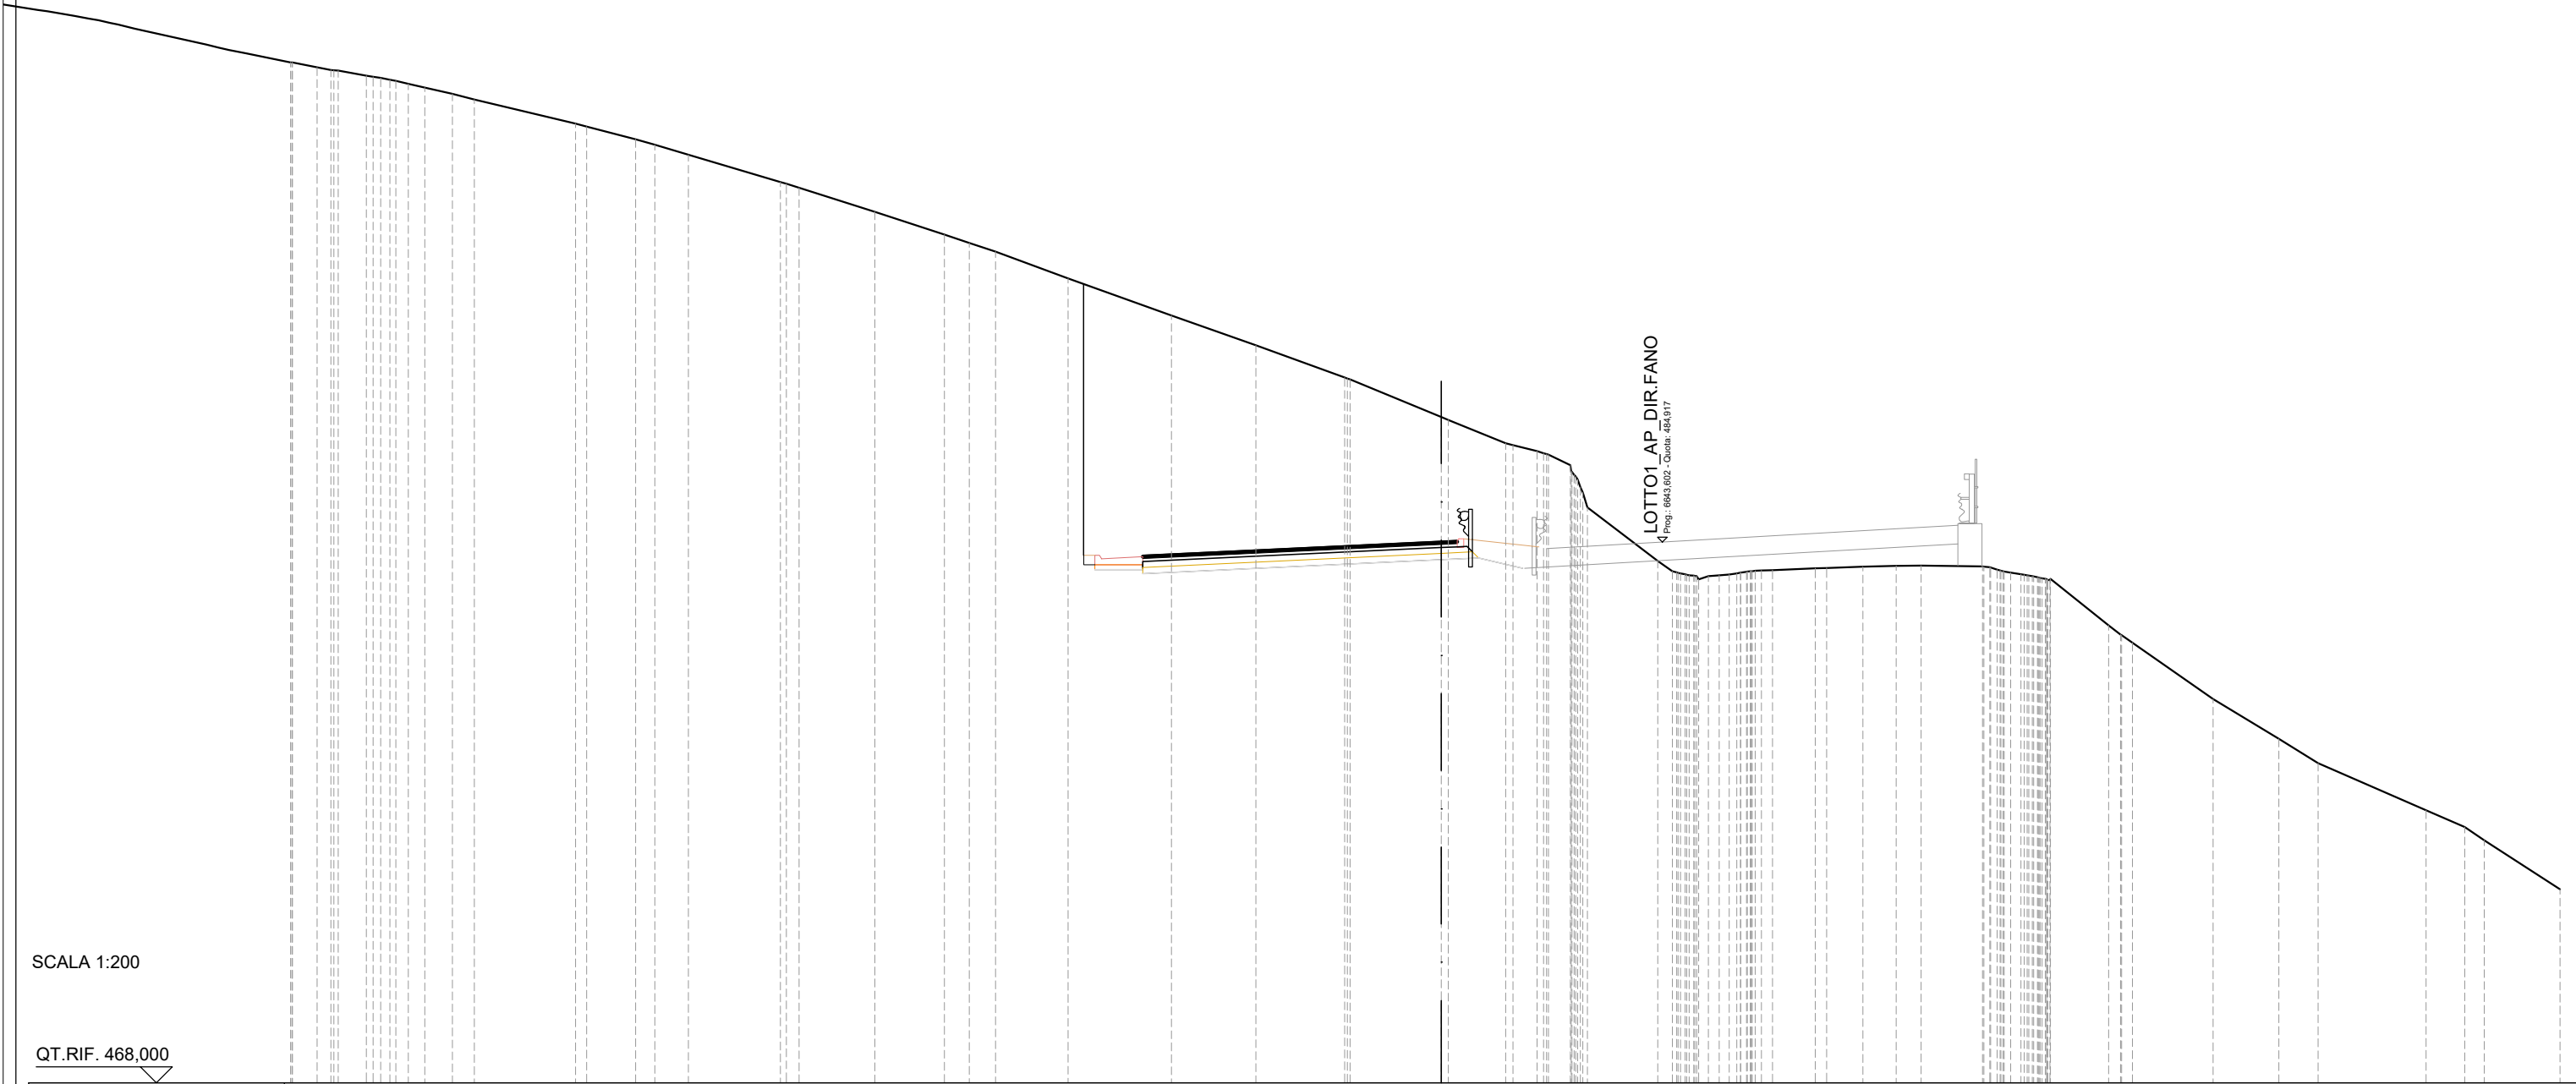 LOTTO1_AP_DIR.FANO
Prog.: 6643,602 - Quota: 484,917
SCALA 1:200
QT.RIF. 468,000